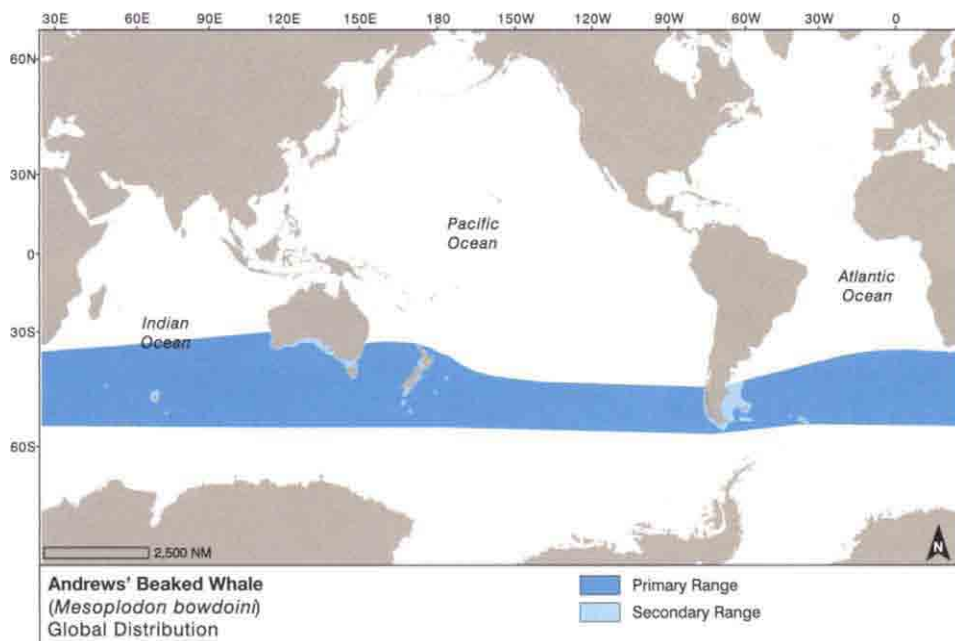 30E 60E 90E 120E 150E 180 150W 120W 90W 60W 30W 0
60N
30N
0
30S
60S
Pacific
Ocean
Atlantic
Ocean
Indian
Ocean
2,500 NM
N
Andrews' Beaked Whale
(Mesoplodon bowdoini)
Global Distribution
Primary Range
Secondary Range